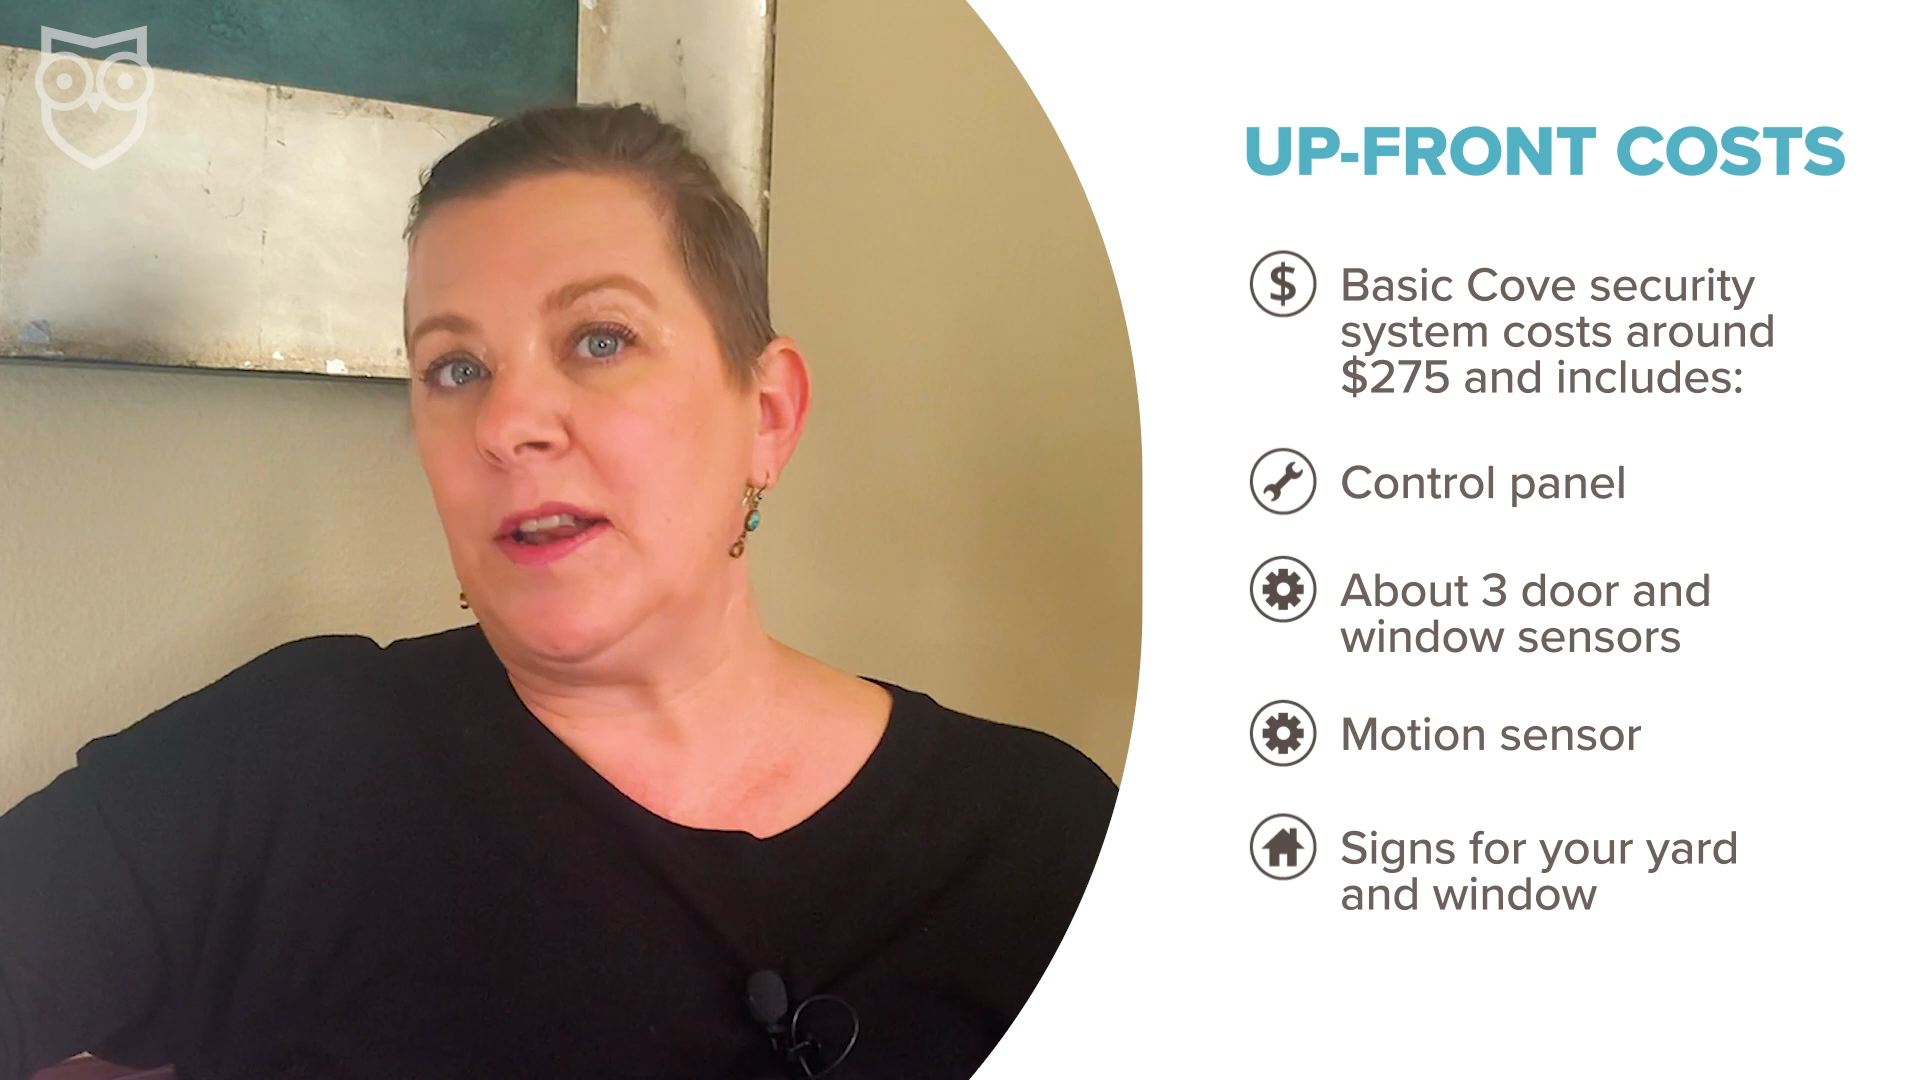 UP-FRONT COSTS
Basic Cove security
system costs around
$275 and includes:
Control panel
About 3 door and
window sensors
Motion sensor
Signs for your yard
and window